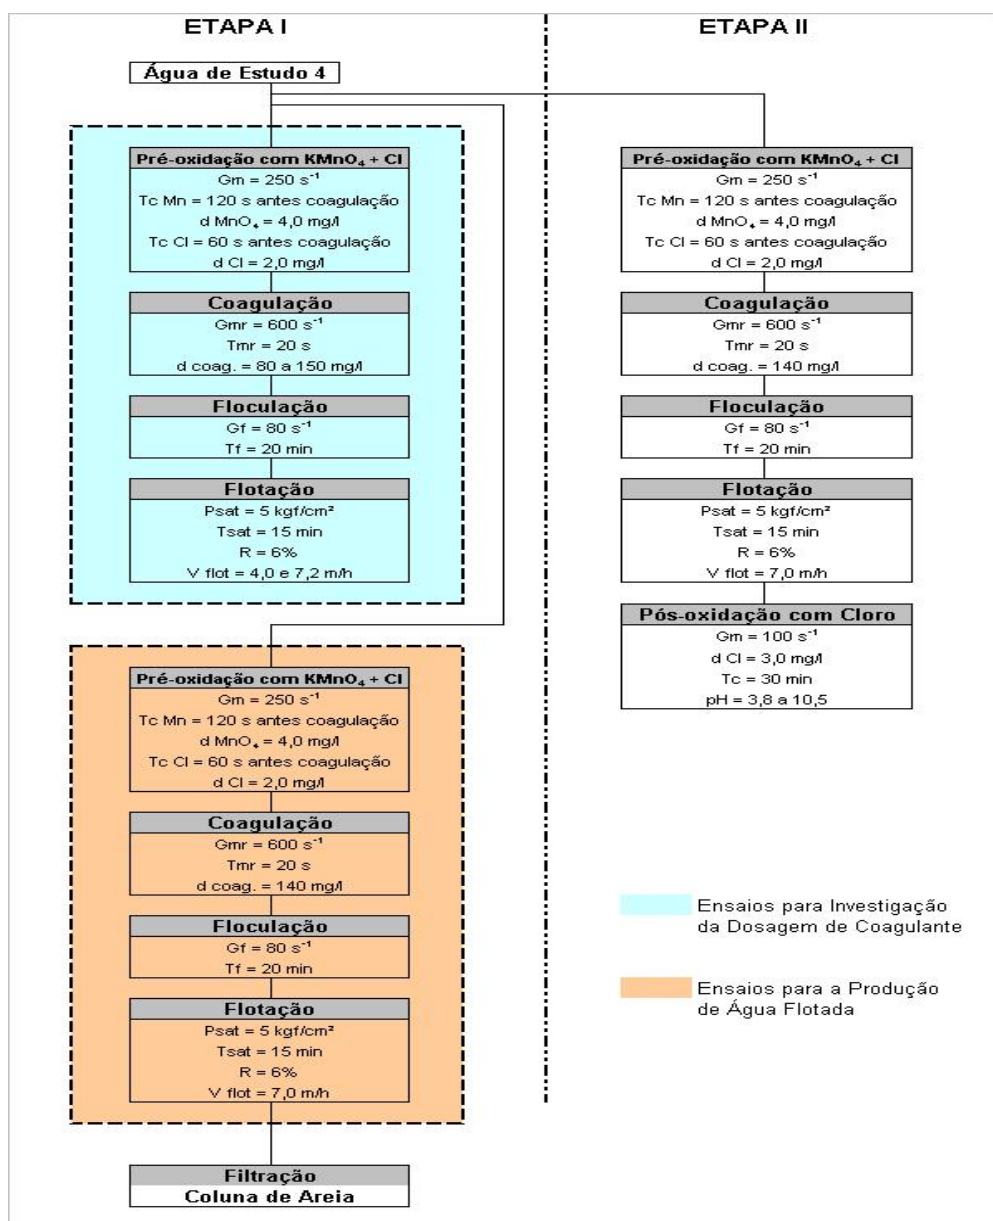 ETAPA I
Água de Estudo 4
Pré-oxidação com KMnO₄ + Cl
Gm = 250 s⁻¹
Tc Mn = 120 s antes coagulação
d MnO₄ = 4,0 mg/l
Tc Cl = 60 s antes coagulação
d Cl = 2,0 mg/l
Coagulação
Gmr = 600 s⁻¹
Tmr = 20 s
d coag. = 80 a 150 mg/l
Floculação
Gf = 80 s⁻¹
Tf = 20 min
Flotação
Psat = 5 kgf/cm²
Tsat = 15 min
R = 6%
V flot = 4,0 e 7,2 m/h
Pré-oxidação com KMnO₄ + Cl
Gm = 250 s⁻¹
Tc Mn = 120 s antes coagulação
d MnO₄ = 4,0 mg/l
Tc Cl = 60 s antes coagulação
d Cl = 2,0 mg/l
Coagulação
Gmr = 600 s⁻¹
Tmr = 20 s
d coag. = 140 mg/l
Floculação
Gf = 80 s⁻¹
Tf = 20 min
Flotação
Psat = 5 kgf/cm²
Tsat = 15 min
R = 6%
V flot = 7,0 m/h
Filtração
Coluna de Areia
ETAPA II
Pré-oxidação com KMnO₄ + Cl
Gm = 250 s⁻¹
Tc Mn = 120 s antes coagulação
d MnO₄ = 4,0 mg/l
Tc Cl = 60 s antes coagulação
d Cl = 2,0 mg/l
Coagulação
Gmr = 600 s⁻¹
Tmr = 20 s
d coag. = 140 mg/l
Floculação
Gf = 80 s⁻¹
Tf = 20 min
Flotação
Psat = 5 kgf/cm²
Tsat = 15 min
R = 6%
V flot = 7,0 m/h
Pós-oxidação com Cloro
Gm = 100 s⁻¹
d Cl = 3,0 mg/l
Tc = 30 min
pH = 3,8 a 10,5
Ensaios para Investigação
da Dosagem de Coagulante
Ensaios para a Produção
de Água Flotada